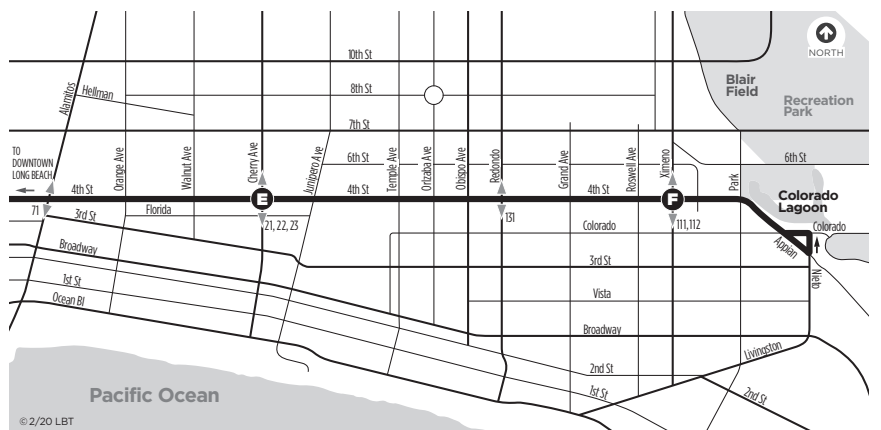 10th St
NORTH
Blair
Field
Recreation
Park
Alamitos
Hellman
8th St
7th St
TO
DOWNTOWN
LONG BEACH
Orange Ave
Walnut Ave
Cherry Ave
Junipero Ave
6th St
Temple Ave
Orizaba Ave
Obispo Ave
Redondo
Grand Ave
Roswell Ave
Ximeno
Park
6th St
4th St
E
4th St
4th St
F
Colorado
Lagoon
71
3rd St
Florida
21, 22, 23
131
Colorado
111, 112
Colorado
Appian
Broadway
3rd St
Nieto
1st St
Vista
Ocean Bl
Broadway
Livingston
2nd St
1st St
2nd St
Pacific Ocean
© 2/20 LBT